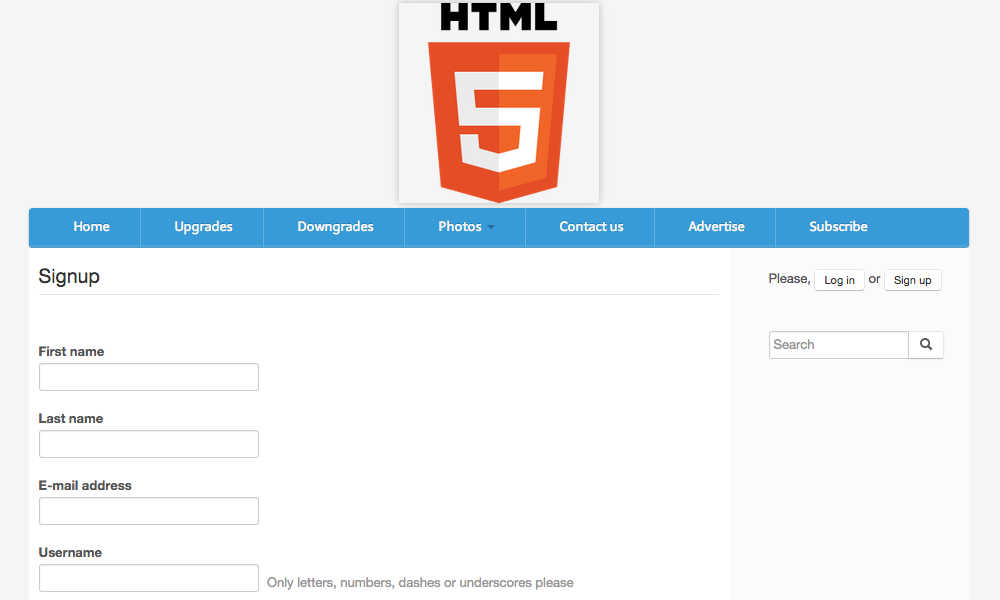 HTML
Home Upgrades Downgrades Photos Contact us Advertise Subscribe
Signup
Please, Log in or Sign up
Search
First name
Last name
E-mail address
Username
Only letters, numbers, dashes or underscores please